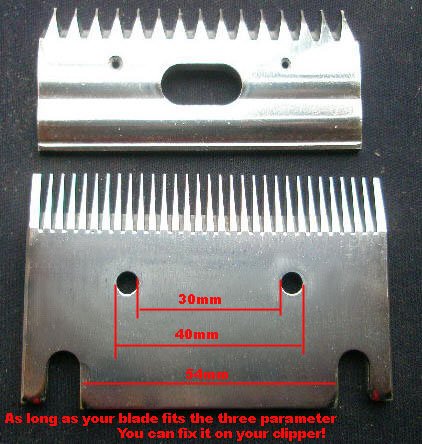 30mm
40mm
54mm
As long as your blade fits the three parameter
You can fix it on your clipper!